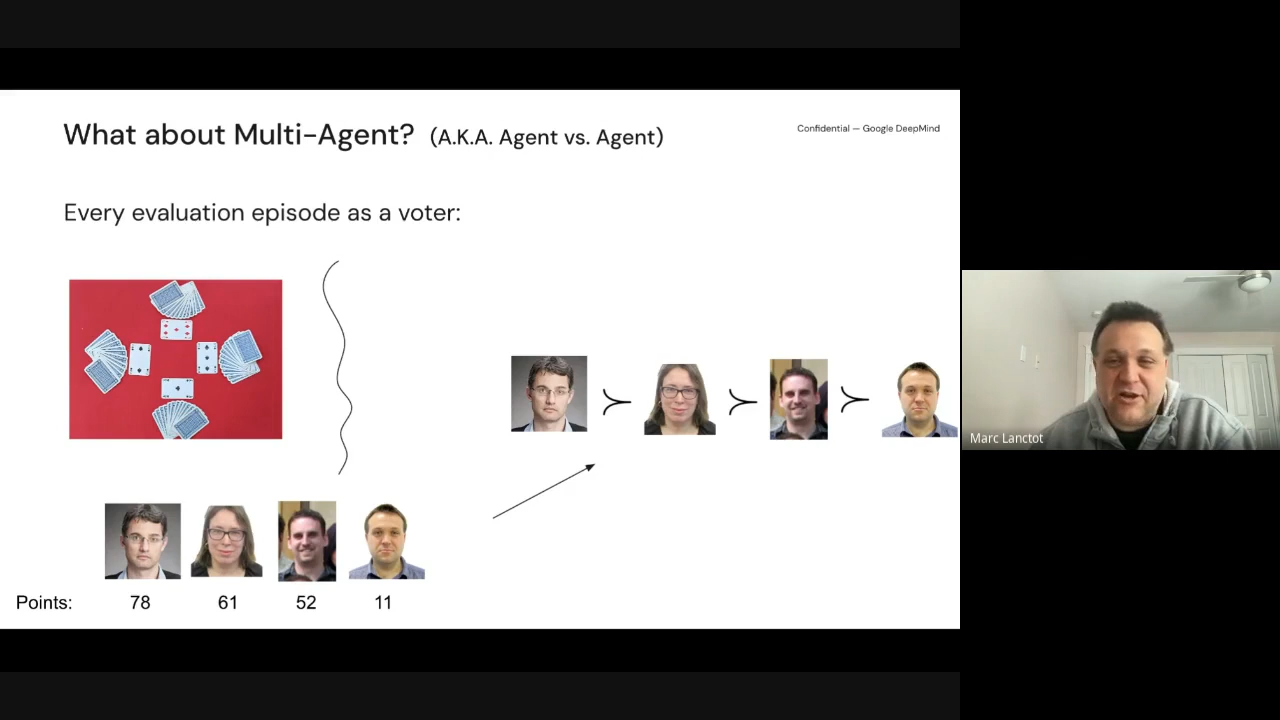 What about Multi-Agent? (A.K.A. Agent vs. Agent)
Confidential — Google DeepMind
Every evaluation episode as a voter:
≻ ≻ ≻
Points: 78 61 52 11
Marc Lanctot